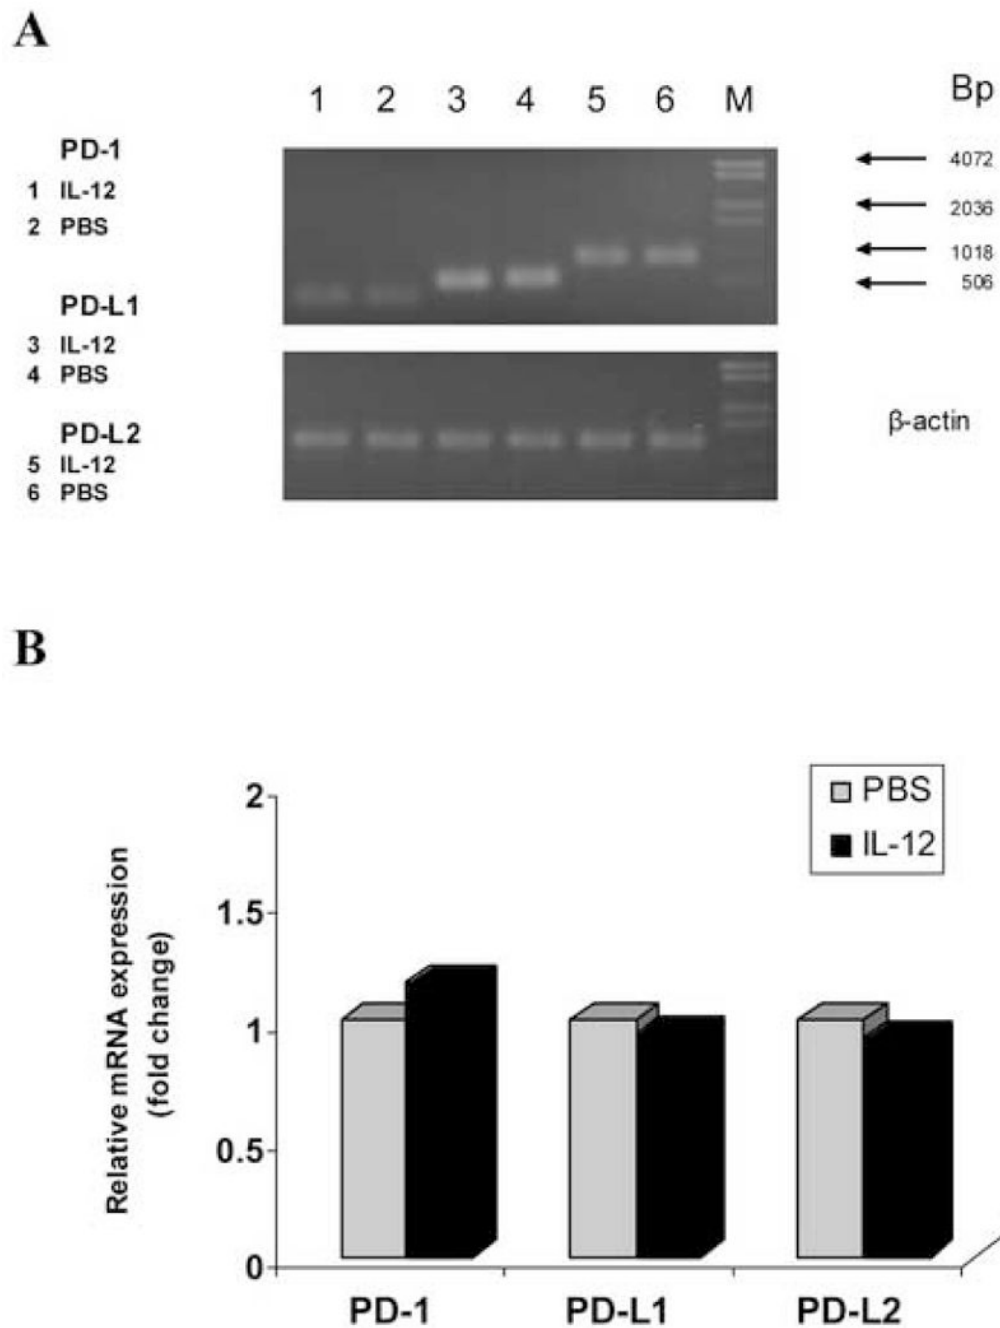 A
1 2 3 4 5 6 M Bp
PD-1
1 IL-12
2 PBS
PD-L1
3 IL-12
4 PBS
PD-L2
5 IL-12
6 PBS
4072
2036
1018
506
β-actin
B
PBS
IL-12
Relative mRNA expression
(fold change)
2
1.5
1
0.5
0
PD-1 PD-L1 PD-L2